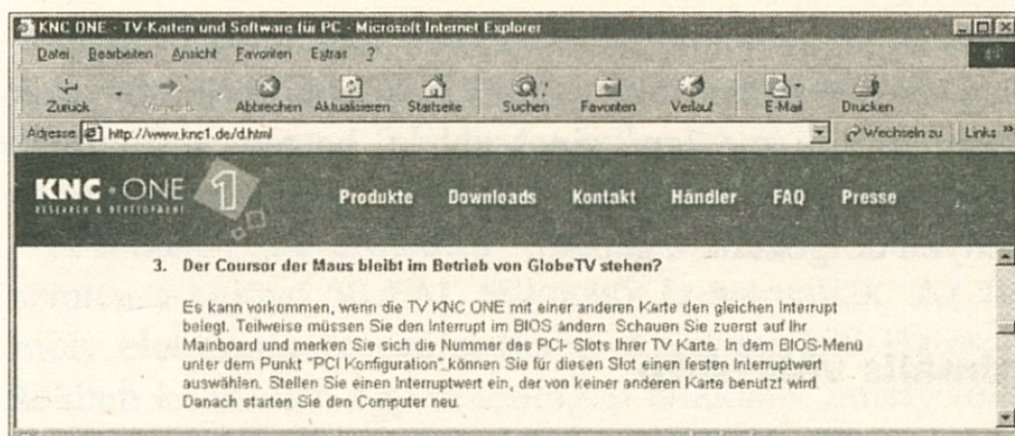 KNC ONE - TV-Karten und Software für PC - Microsoft Internet Explorer
Datei Bearbeiten Ansicht Favoriten Extras ?
Zurück Abbrechen Aktualisieren Startseite Suchen Favoriten Verlauf E-Mail Drucken
Adresse http://www.knc1.de/d.html Wechseln zu Links »
KNC · ONE 1 Produkte Downloads Kontakt Händler FAQ Presse
RESEARCH & DEVELOPMENT
3. Der Coursor der Maus bleibt im Betrieb von GlobeTV stehen?
Es kann vorkommen, wenn die TV KNC ONE mit einer anderen Karte den gleichen Interrupt
belegt. Teilweise müssen Sie den Interrupt im BIOS ändern. Schauen Sie zuerst auf Ihr
Mainboard und merken Sie sich die Nummer des PCI- Slots Ihrer TV Karte. In dem BIOS-Menü
unter dem Punkt "PCI Konfiguration" können Sie für diesen Slot einen festen Interruptwert
auswählen. Stellen Sie einen Interruptwert ein, der von keiner anderen Karte benützt wird.
Danach starten Sie den Computer neu.